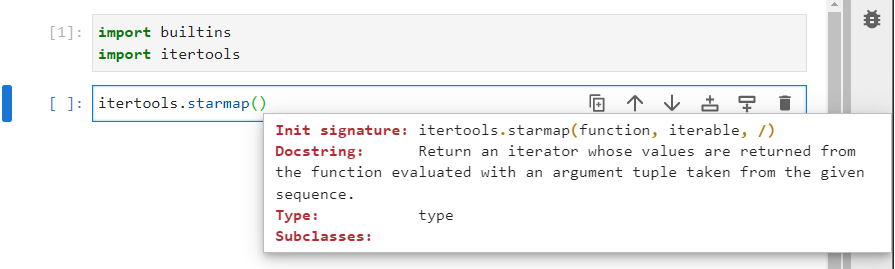 [1]: import builtins
import itertools
[ ]: itertools.starmap()
Init signature: itertools.starmap(function, iterable, /)
Docstring: Return an iterator whose values are returned from
the function evaluated with an argument tuple taken from the given
sequence.
Type: type
Subclasses: